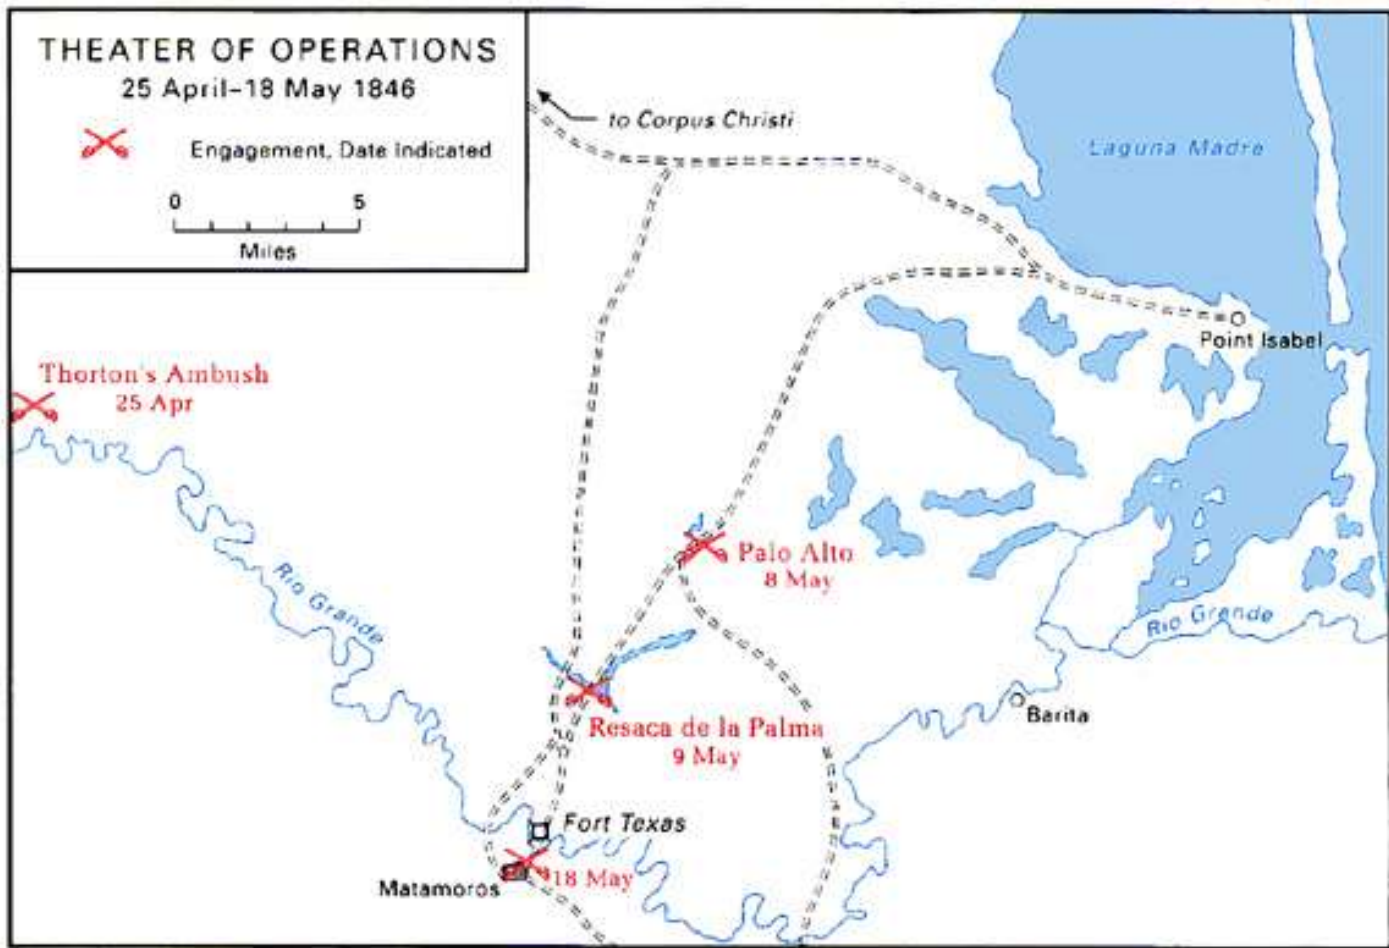 THEATER OF OPERATIONS
25 April–18 May 1846
Engagement, Date Indicated
0 5
Miles
to Corpus Christi
Laguna Madre
Point Isabel
Thorton's Ambush
25 Apr
Rio Grande
Palo Alto
8 May
Rio Grande
Barita
Resaca de la Palma
9 May
Fort Texas
Matamoros
18 May